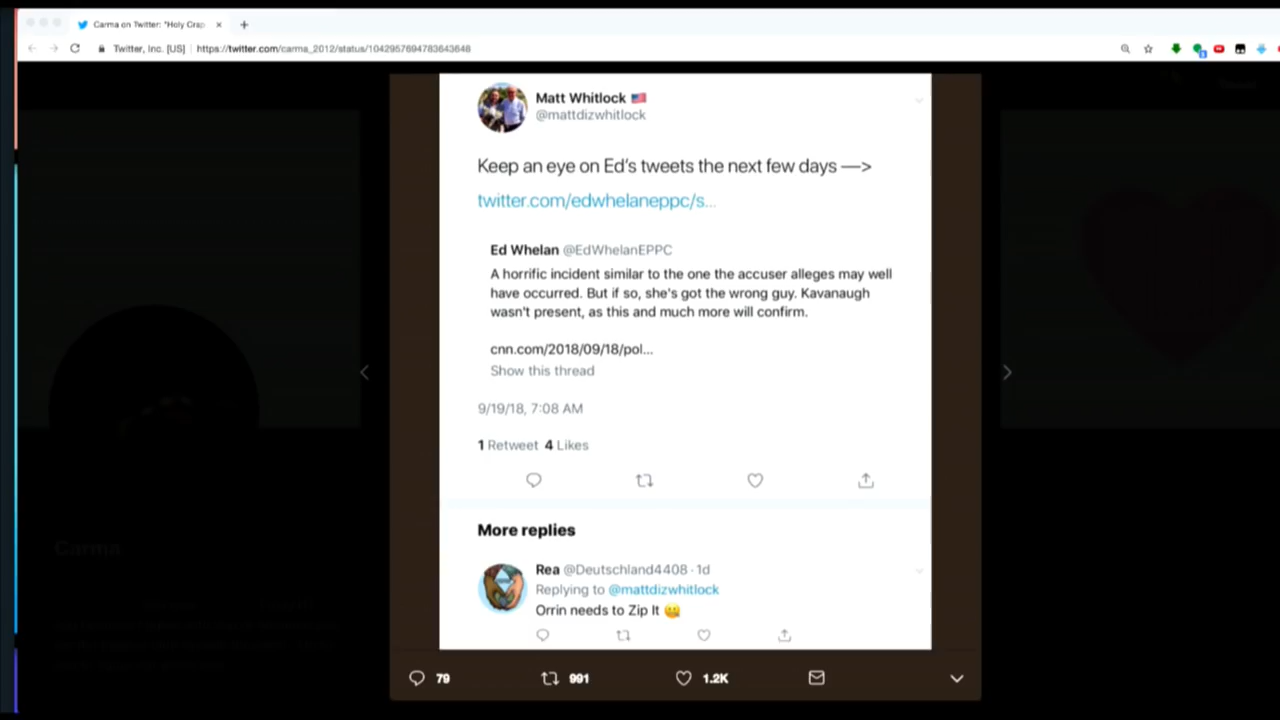 Carma on Twitter: "Holy Crap
Twitter, Inc. [US]
https://twitter.com/carma_2012/status/1042957694783643648
Matt Whitlock 🇺🇸
@mattdizwhitlock
Keep an eye on Ed's tweets the next few days —>
twitter.com/edwhelaneppc/s...
Ed Whelan @EdWhelanEPPC
A horrific incident similar to the one the accuser alleges may well
have occurred. But if so, she's got the wrong guy. Kavanaugh
wasn't present, as this and much more will confirm.
cnn.com/2018/09/18/pol...
Show this thread
9/19/18, 7:08 AM
1 Retweet 4 Likes
More replies
Rea @Deutschland4408 · 1d
Replying to @mattdizwhitlock
Orrin needs to Zip It 🤐
Carma
79 991 1.2K